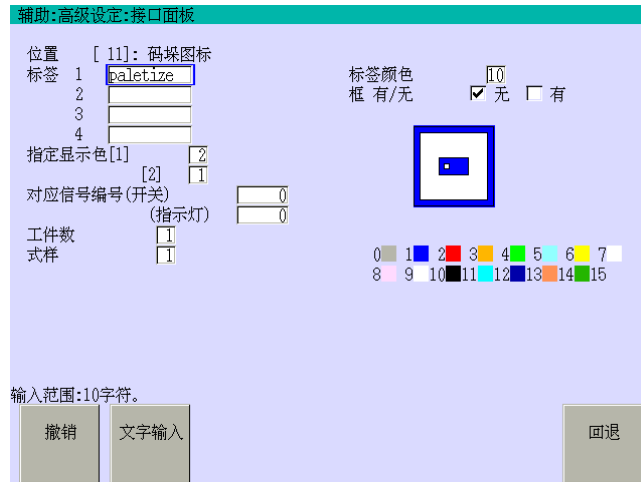 辅助:高级设定:接口面板
位置 [ 11]: 码垛图标
标签 1 paletize 标签颜色 10
2 框 有/无 无 有
3
4
指定显示色[1] 2
[2] 1
对应信号编号(开关) 0
(指示灯) 0
工件数 1
式样 1
0 1 2 3 4 5 6 7
8 9 10 11 12 13 14 15
输入范围:10字符。
撤销 文字输入 回退